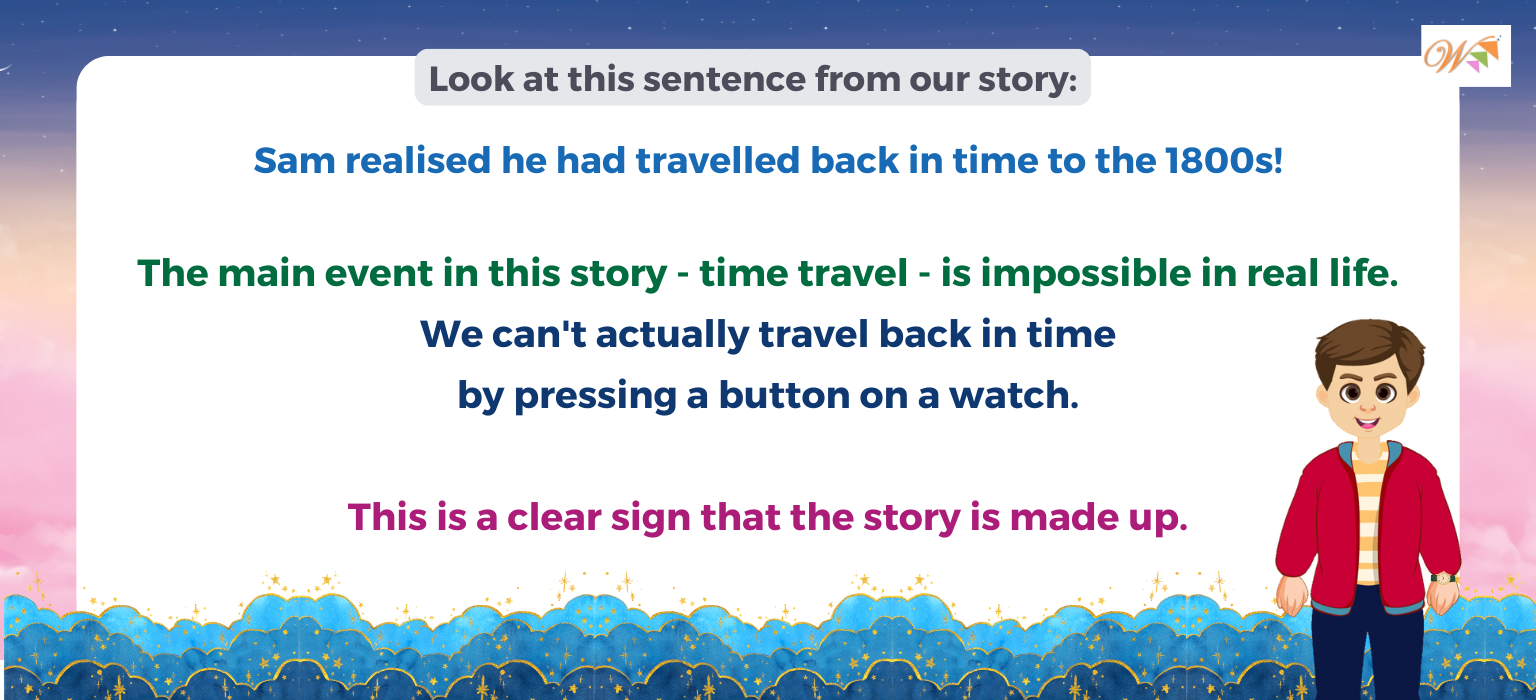 Look at this sentence from our story:
Sam realised he had travelled back in time to the 1800s!
The main event in this story - time travel - is impossible in real life.
We can't actually travel back in time
by pressing a button on a watch.
This is a clear sign that the story is made up.
W